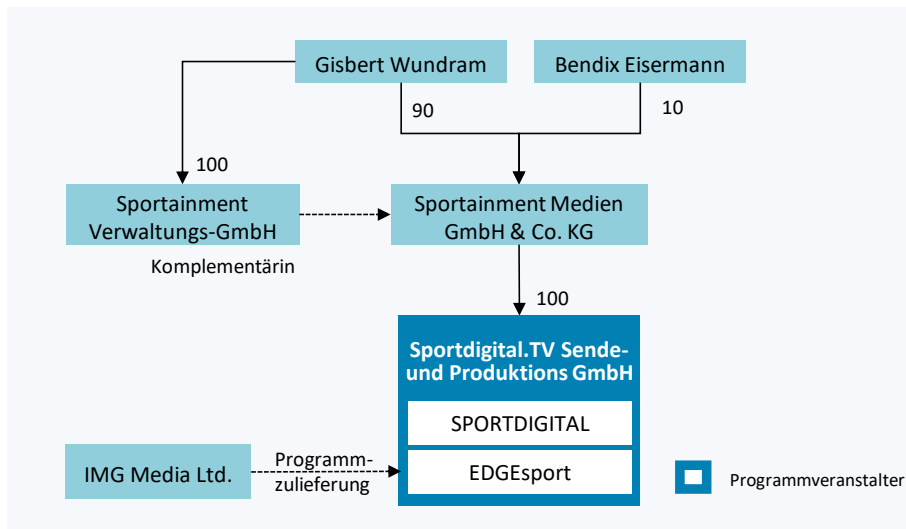 Gisbert Wundram
Bendix Eisermann
90
10
100
Sportainment
Verwaltungs-GmbH
Sportainment Medien
GmbH & Co. KG
Komplementärin
100
Sportdigital.TV Sende-
und Produktions GmbH
SPORTDIGITAL
IMG Media Ltd.
Programm-
zulieferung
EDGEsport
Programmveranstalter